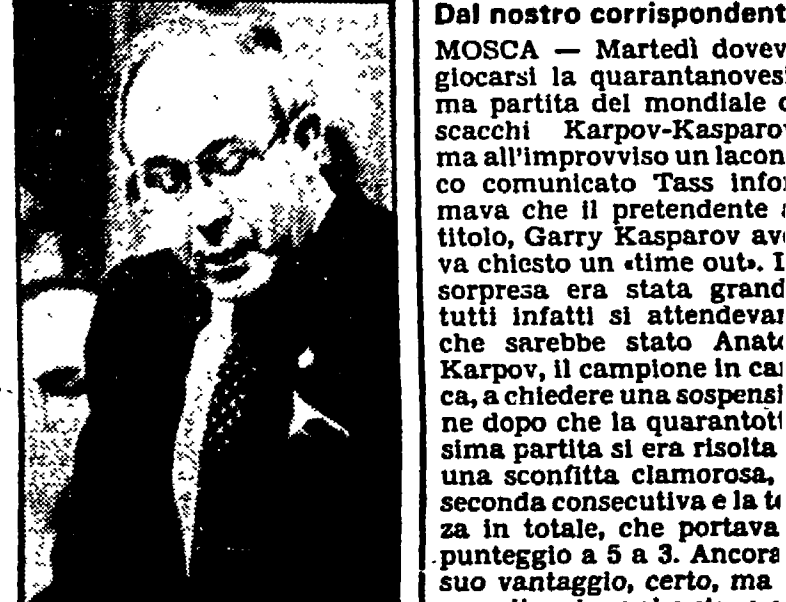 Dal nostro corrispondent
MOSCA — Martedì dovev
giocarsi la quarantanovesi
ma partita del mondiale d
scacchi Karpov-Kasparov
ma all'improvviso un lacon
co comunicato Tass infor
mava che il pretendente a
titolo, Garry Kasparov ave
va chiesto un «time out». L
sorpresa era stata grand
tutti infatti si attendevan
che sarebbe stato Anato
Karpov, il campione in cari
ca, a chiedere una sospensi
ne dopo che la quarantott
sima partita si era risolta
una sconfitta clamorosa,
seconda consecutiva e la te
za in totale, che portava
punteggio a 5 a 3. Ancora
suo vantaggio, certo, ma